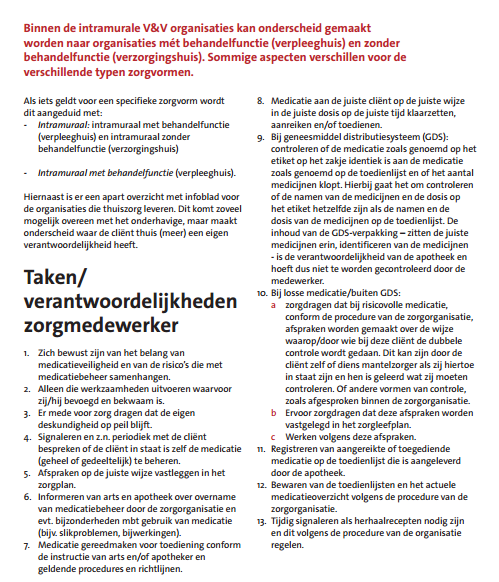 Binnen de intramurale V&V organisaties kan onderscheid gemaakt
worden naar organisaties mét behandelfunctie (verpleeghuis) en zonder
behandelfunctie (verzorgingshuis). Sommige aspecten verschillen voor de
verschillende typen zorgvormen.
Als iets geldt voor een specifieke zorgvorm wordt
dit aangeduid met:
- Intramuraal: intramuraal met behandelfunctie
(verpleeghuis) en intramuraal zonder
behandelfunctie (verzorgingshuis)
- Intramuraal met behandelfunctie (verpleeghuis).
Hiernaast is er een apart overzicht met infoblad voor
de organisaties die thuiszorg leveren. Dit komt zoveel
mogelijk overeen met het onderhavige, maar maakt
onderscheid waar de cliënt thuis (meer) een eigen
verantwoordelijkheid heeft.
Taken/
verantwoordelijkheden
zorgmedewerker
1. Zich bewust zijn van het belang van
medicatieveiligheid en van de risico's die met
medicatiebeheer samenhangen.
2. Alleen die werkzaamheden uitvoeren waarvoor
zij/hij bevoegd en bekwaam is.
3. Er mede voor zorg dragen dat de eigen
deskundigheid op peil blijft.
4. Signaleren en z.n. periodiek met de cliënt
bespreken of de cliënt in staat is zelf de medicatie
(geheel of gedeeltelijk) te beheren.
5. Afspraken op de juiste wijze vastleggen in het
zorgplan.
6. Informeren van arts en apotheek over overname
van medicatiebeheer door de zorgorganisatie en
evt. bijzonderheden mbt gebruik van medicatie
(bijv. slikproblemen, bijwerkingen).
7. Medicatie gereedmaken voor toediening conform
de instructie van arts en/of apotheker en
geldende procedures en richtlijnen.
8. Medicatie aan de juiste cliënt op de juiste wijze
in de juiste dosis op de juiste tijd klaarzetten,
aanreiken en/of toedienen.
9. Bij geneesmiddel distributiesysteem (GDS):
controleren of de medicatie zoals genoemd op het
etiket op het zakje identiek is aan de medicatie
zoals genoemd op de toedienlijst en of het aantal
medicijnen klopt. Hierbij gaat het om controleren
of de namen van de medicijnen en de dosis op
het etiket hetzelfde zijn als de namen en de
dosis van de medicijnen op de toedienlijst. De
inhoud van de GDS-verpakking – zitten de juiste
medicijnen erin, identificeren van de medicijnen
- is de verantwoordelijkheid van de apotheek en
hoeft dus niet te worden gecontroleerd door de
medewerker.
10. Bij losse medicatie/buiten GDS:
a zorgdragen dat bij risicovolle medicatie,
conform de procedure van de zorgorganisatie,
afspraken worden gemaakt over de wijze
waarop/door wie bij deze cliënt de dubbele
controle wordt gedaan. Dit kan zijn door de
cliënt zelf of diens mantelzorger als zij hiertoe
in staat zijn en hen is geleerd wat zij moeten
controleren. Of andere vormen van controle,
zoals afgesproken binnen de zorgorganisatie.
b Ervoor zorgdragen dat deze afspraken worden
vastgelegd in het zorgleefplan.
c Werken volgens deze afspraken.
11. Registreren van aangereikte of toegediende
medicatie op de toedienlijst die is aangeleverd
door de apotheek.
12. Bewaren van de toedienlijsten en het actuele
medicatieoverzicht volgens de procedure van de
zorgorganisatie.
13. Tijdig signaleren als herhaalrecepten nodig zijn
en dit volgens de procedure van de organisatie
regelen.